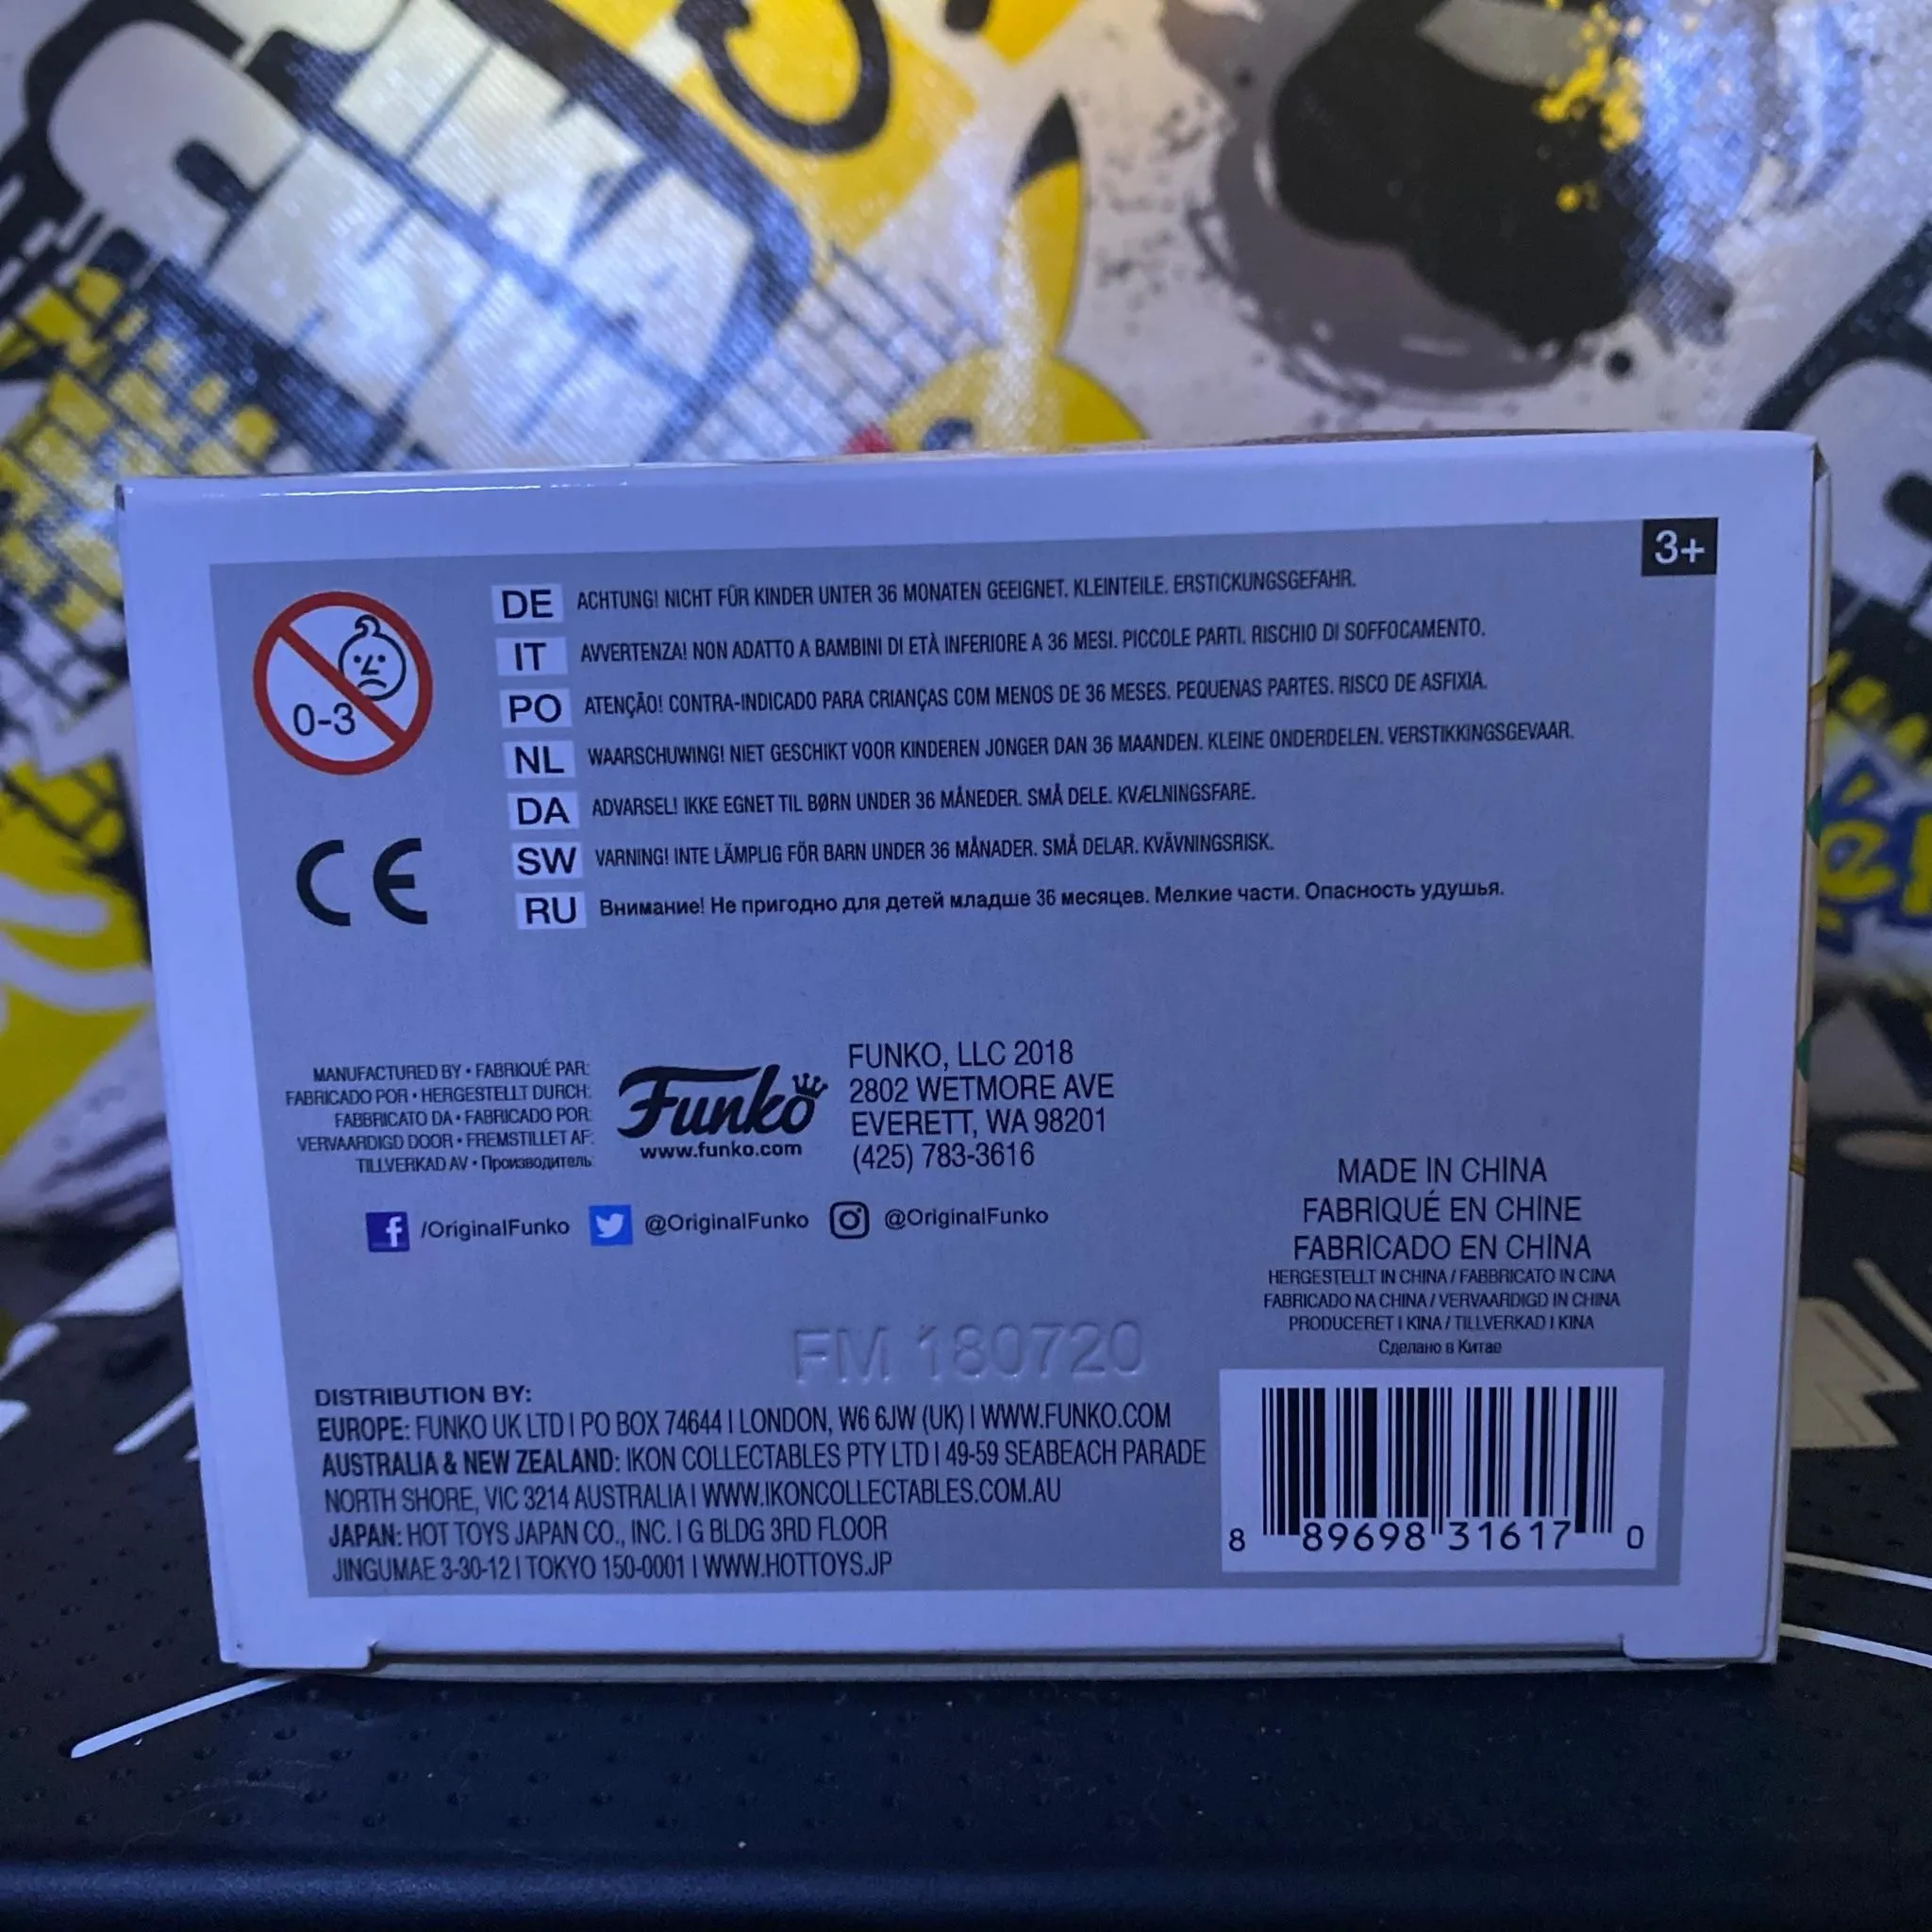 3+
0-3
DE ACHTUNG! NICHT FÜR KINDER UNTER 36 MONATEN GEEIGNET. KLEINTEILE. ERSTICKUNGSGEFAHR.
IT AVVERTENZA! NON ADATTO A BAMBINI DI ETÀ INFERIORE A 36 MESI. PICCOLE PARTI. RISCHIO DI SOFFOCAMENTO.
PO ATENÇÃO! CONTRA-INDICADO PARA CRIANÇAS COM MENOS DE 36 MESES. PEQUENAS PARTES. RISCO DE ASFIXIA.
NL WAARSCHUWING! NIET GESCHIKT VOOR KINDEREN JONGER DAN 36 MAANDEN. KLEINE ONDERDELEN. VERSTIKKINGSGEVAAR.
DA ADVARSEL! IKKE EGNET TIL BØRN UNDER 36 MÅNEDER. SMÅ DELE. KVÆLNINGSFARE.
SW VARNING! INTE LÄMPLIG FÖR BARN UNDER 36 MÅNADER. SMÅ DELAR. KVÄVNINGSRISK.
RU Внимание! Не пригодно для детей младше 36 месяцев. Мелкие части. Опасность удушья.
CE
MANUFACTURED BY • FABRIQUÉ PAR:
FABRICADO POR • HERGESTELLT DURCH:
FABBRICATO DA • FABRICADO POR:
VERVAARDIGD DOOR • FREMSTILLET AF:
TILLVERKAD AV • Производитель:
Funko
www.funko.com
FUNKO, LLC 2018
2802 WETMORE AVE
EVERETT, WA 98201
(425) 783-3616
/OriginalFunko @OriginalFunko @OriginalFunko
MADE IN CHINA
FABRIQUÉ EN CHINE
FABRICADO EN CHINA
HERGESTELLT IN CHINA / FABBRICATO IN CINA
FABRICADO NA CHINA / VERVAARDIGD IN CHINA
PRODUCERET I KINA / TILLVERKAD I KINA
Сделано в Китае
FM 180720
DISTRIBUTION BY:
EUROPE: FUNKO UK LTD | PO BOX 74644 | LONDON, W6 6JW (UK) | WWW.FUNKO.COM
AUSTRALIA & NEW ZEALAND: IKON COLLECTABLES PTY LTD | 49-59 SEABEACH PARADE
NORTH SHORE, VIC 3214 AUSTRALIA | WWW.IKONCOLLECTABLES.COM.AU
JAPAN: HOT TOYS JAPAN CO., INC. | G BLDG 3RD FLOOR
JINGUMAE 3-30-12 | TOKYO 150-0001 | WWW.HOTTOYS.JP
8 89698 31617 0